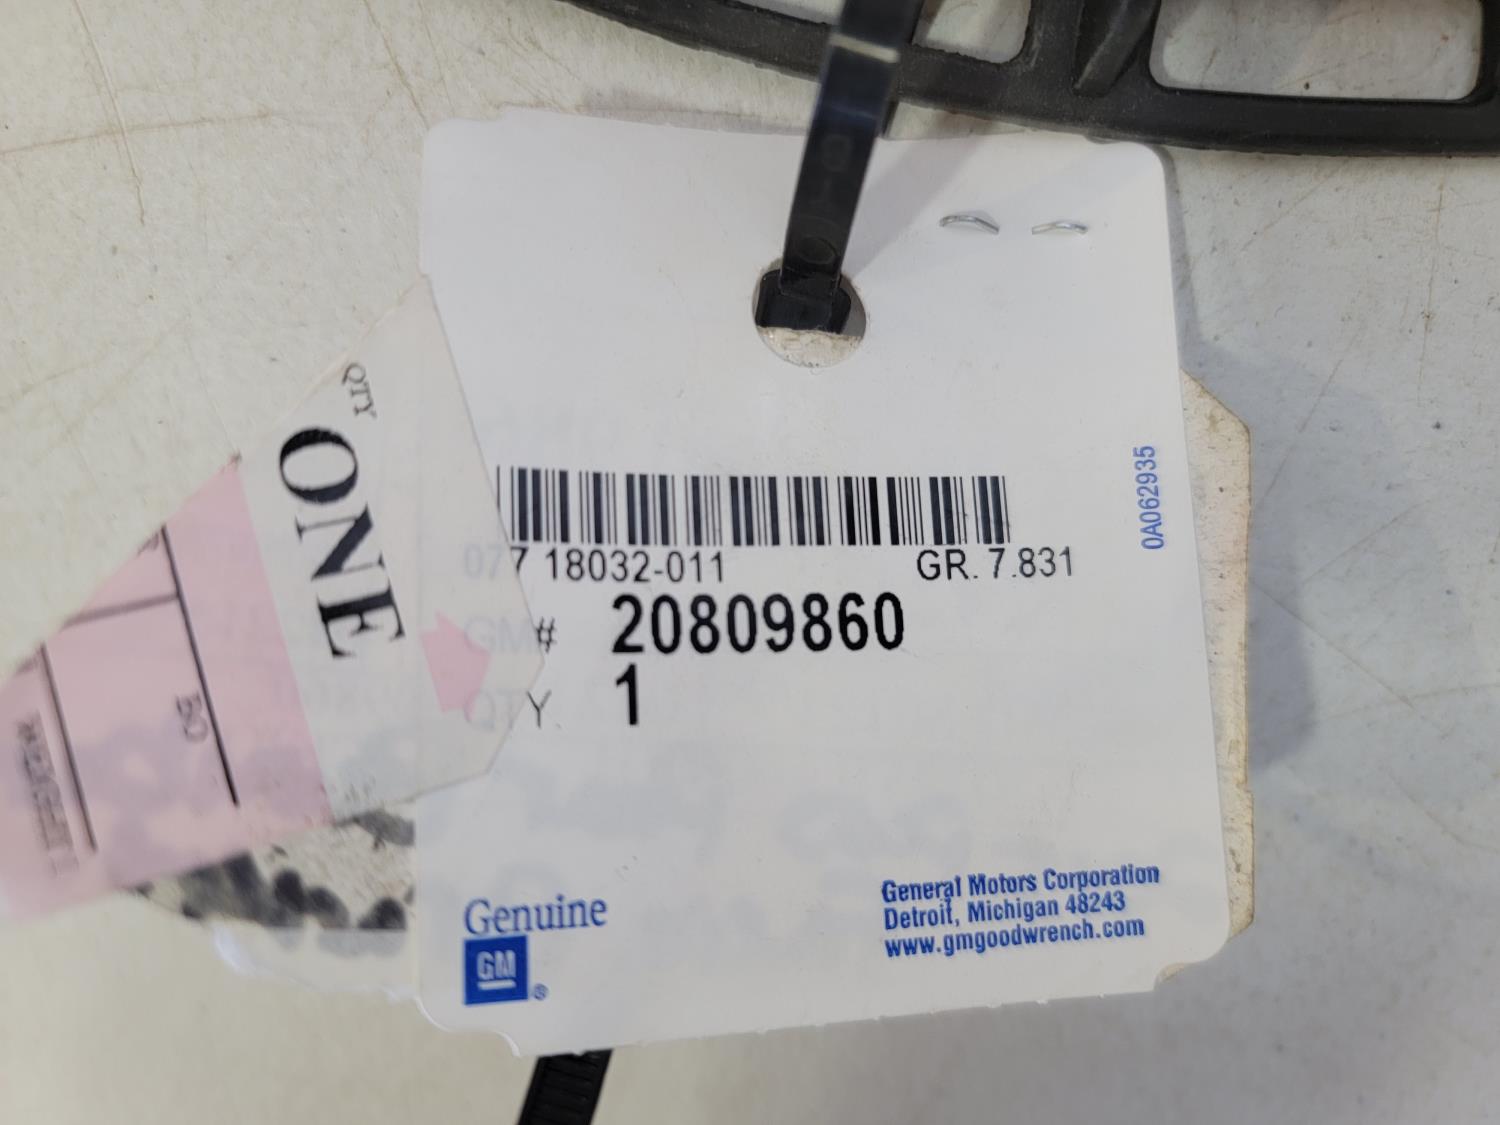 QTY
ONE
BO
0A062935
077 18032-011 GR. 7.831
GM# 20809860
QTY 1
Genuine
GM
®
General Motors Corporation
Detroit, Michigan 48243
www.gmgoodwrench.com